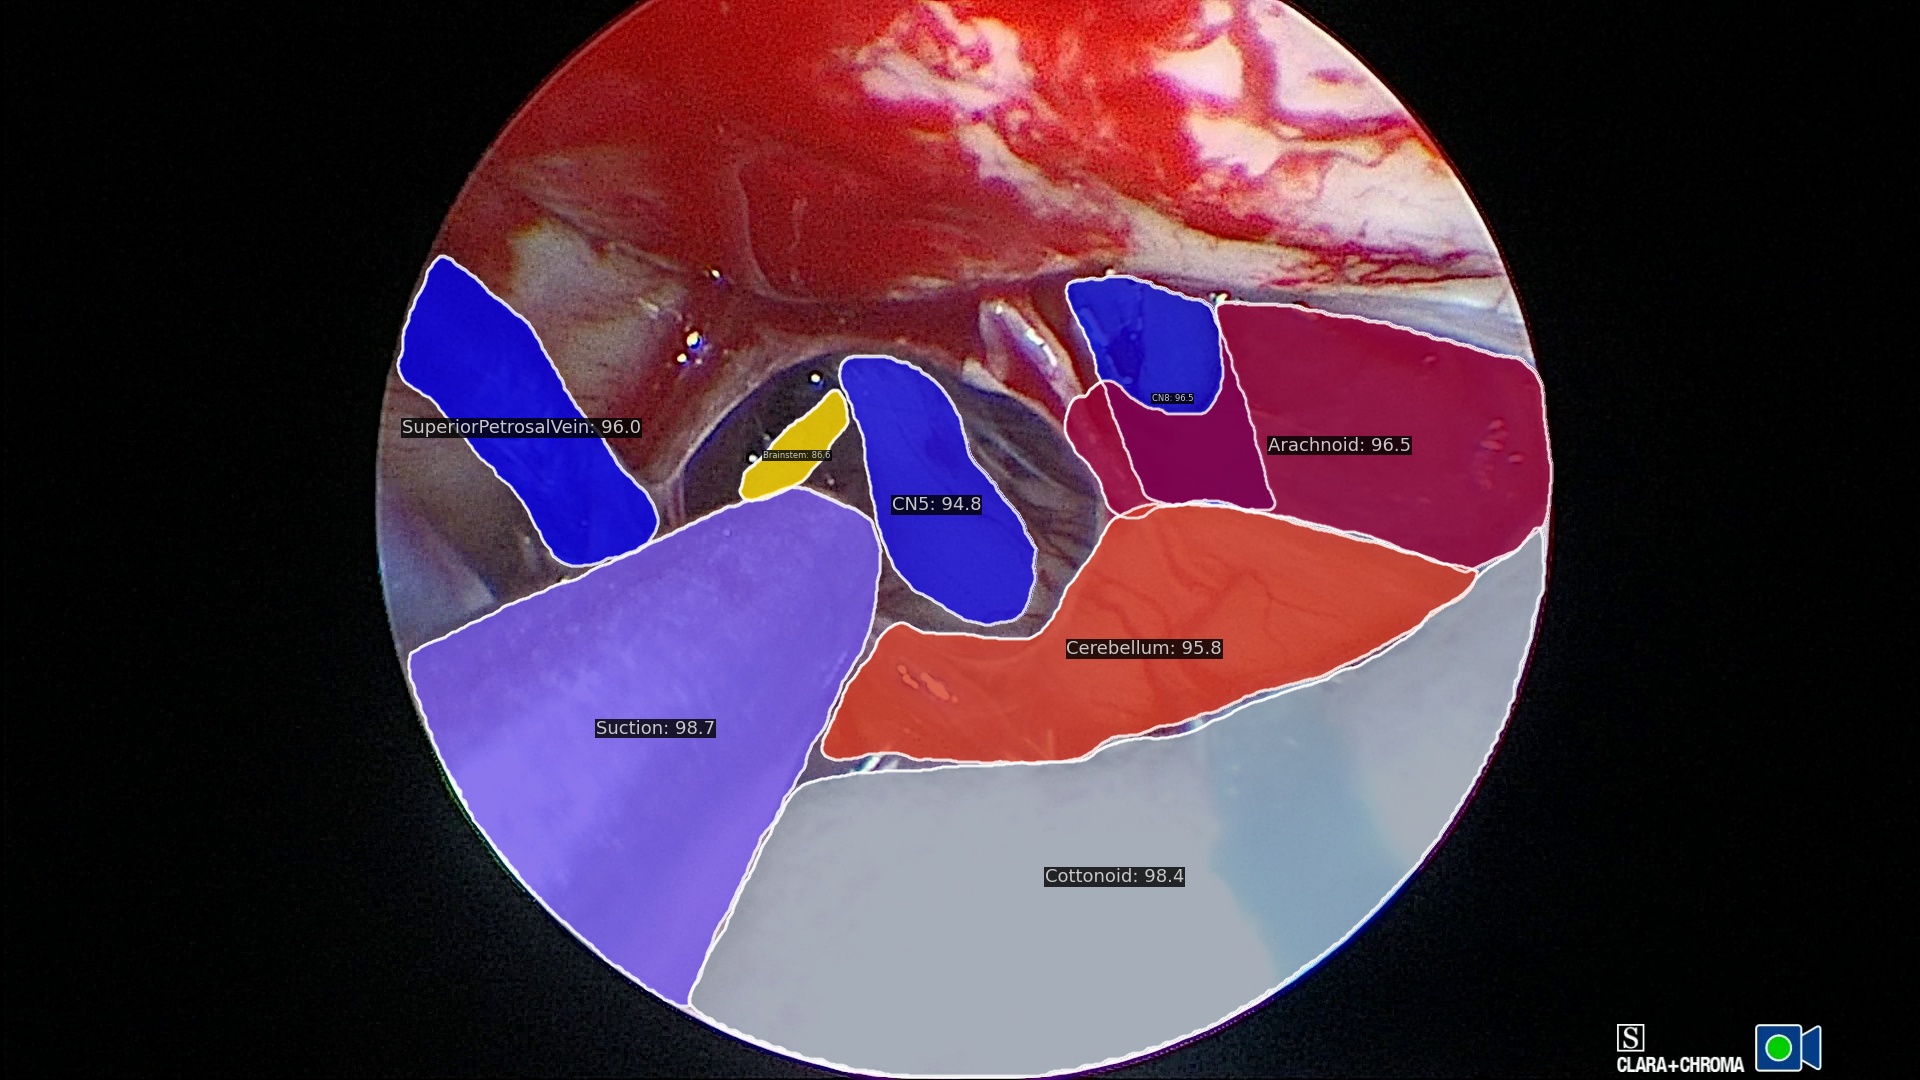 CN8: 96.5
SuperiorPetrosalVein: 96.0
Arachnoid: 96.5
Brainstem: 86.6
CN5: 94.8
Cerebellum: 95.8
Suction: 98.7
Cottonoid: 98.4
S
CLARA+CHROMA